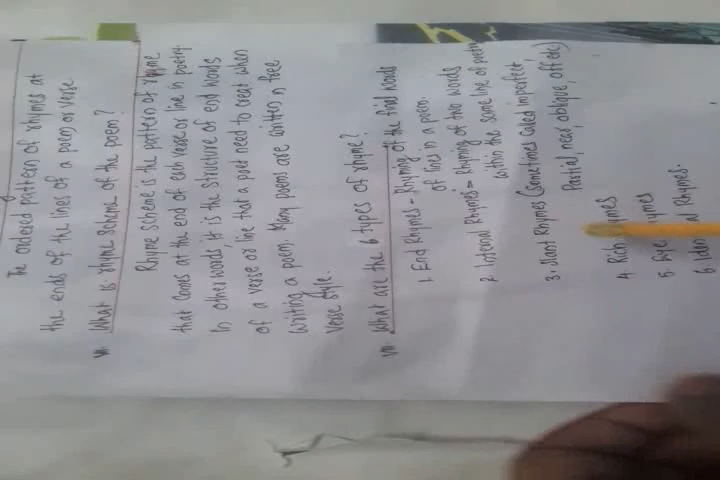 The ordered pattern of rhymes at
the ends of the lines of a poem or verse
VI. What is rhyme scheme of the poem?
Rhyme scheme is the pattern of rhyme
that comes at the end of each verse or line in poetry.
In other words, it is the structure of end words
of a verse or line that a poet need to creat when
writing a poem. Many poems are written in free
verse style.
VII. What are the 6 types of rhyme?
1. End Rhymes = Rhyming of the final words
of lines in a poem.
2. Internal Rhymes = Rhyming of two words
within the same line of poetry
3. Slant Rhymes (Sometimes called imperfect,
Partial, near, oblique, off etc)
4. Rich
5. Eye
6. Rhymes.